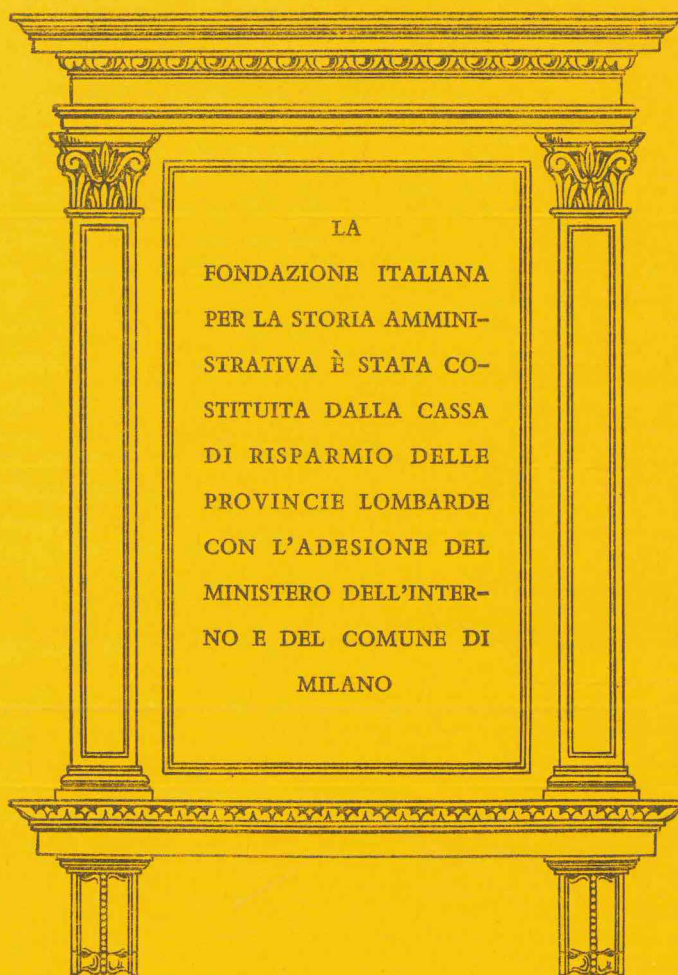 LA
FONDAZIONE ITALIANA
PER LA STORIA AMMINI-
STRATIVA È STATA CO-
STITUITA DALLA CASSA
DI RISPARMIO DELLE
PROVINCIE LOMBARDE
CON L'ADESIONE DEL
MINISTERO DELL'INTER-
NO E DEL COMUNE DI
MILANO